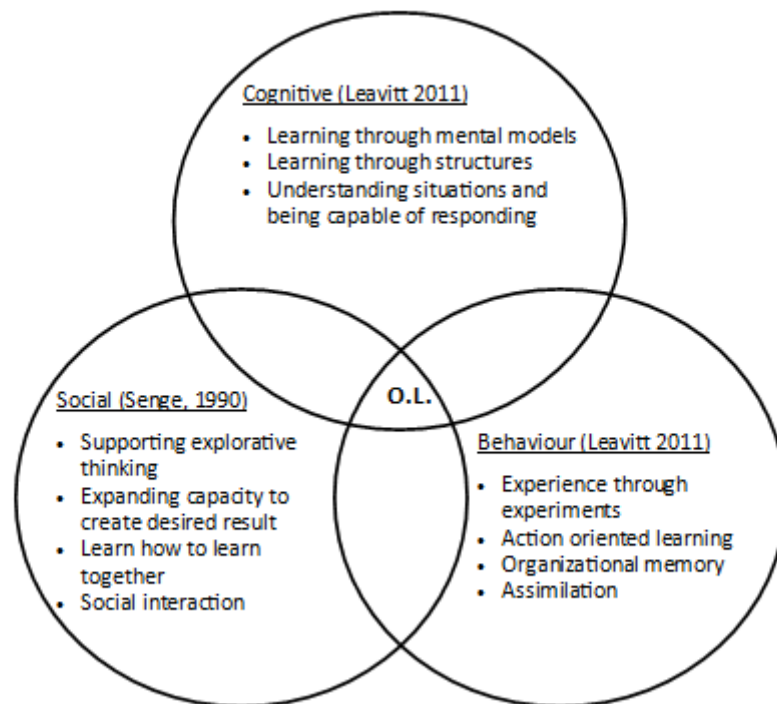 Cognitive (Leavitt 2011)
• Learning through mental models
• Learning through structures
• Understanding situations and
being capable of responding
O.L.
Social (Senge, 1990)
• Supporting explorative
thinking
• Expanding capacity to
create desired result
• Learn how to learn
together
• Social interaction
Behaviour (Leavitt 2011)
• Experience through
experiments
• Action oriented learning
• Organizational memory
• Assimilation